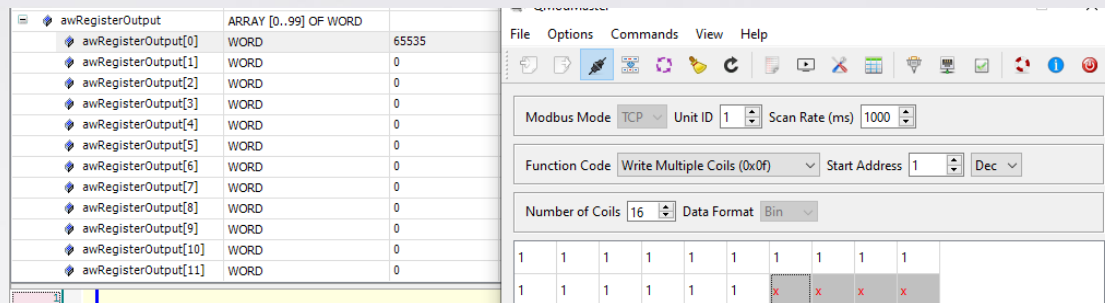 awRegisterOutput ARRAY [0..99] OF WORD
awRegisterOutput[0] WORD 65535
awRegisterOutput[1] WORD 0
awRegisterOutput[2] WORD 0
awRegisterOutput[3] WORD 0
awRegisterOutput[4] WORD 0
awRegisterOutput[5] WORD 0
awRegisterOutput[6] WORD 0
awRegisterOutput[7] WORD 0
awRegisterOutput[8] WORD 0
awRegisterOutput[9] WORD 0
awRegisterOutput[10] WORD 0
awRegisterOutput[11] WORD 0
1
QModMaster
File Options Commands View Help
Modbus Mode TCP Unit ID 1 Scan Rate (ms) 1000
Function Code Write Multiple Coils (0x0f) Start Address 1 Dec
Number of Coils 16 Data Format Bin
1 1 1 1 1 1 1 1 1 1
1 1 1 1 1 1 x x x x